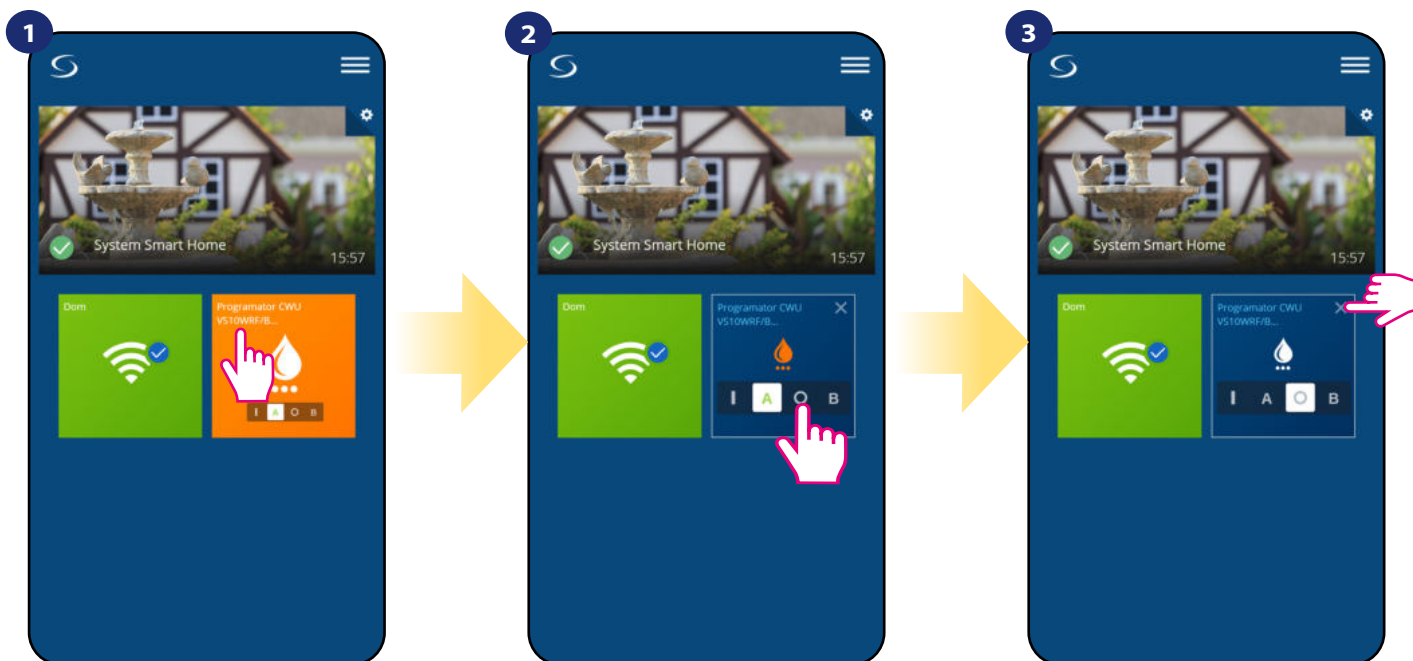 1
System Smart Home
15:57
Dom
Programator CWU
VS10WRF/B...
I A O B
2
System Smart Home
15:57
Dom
Programator CWU
VS10WRF/B...
I A O B
3
System Smart Home
15:57
Dom
Programator CWU
VS10WRF/B...
I A O B